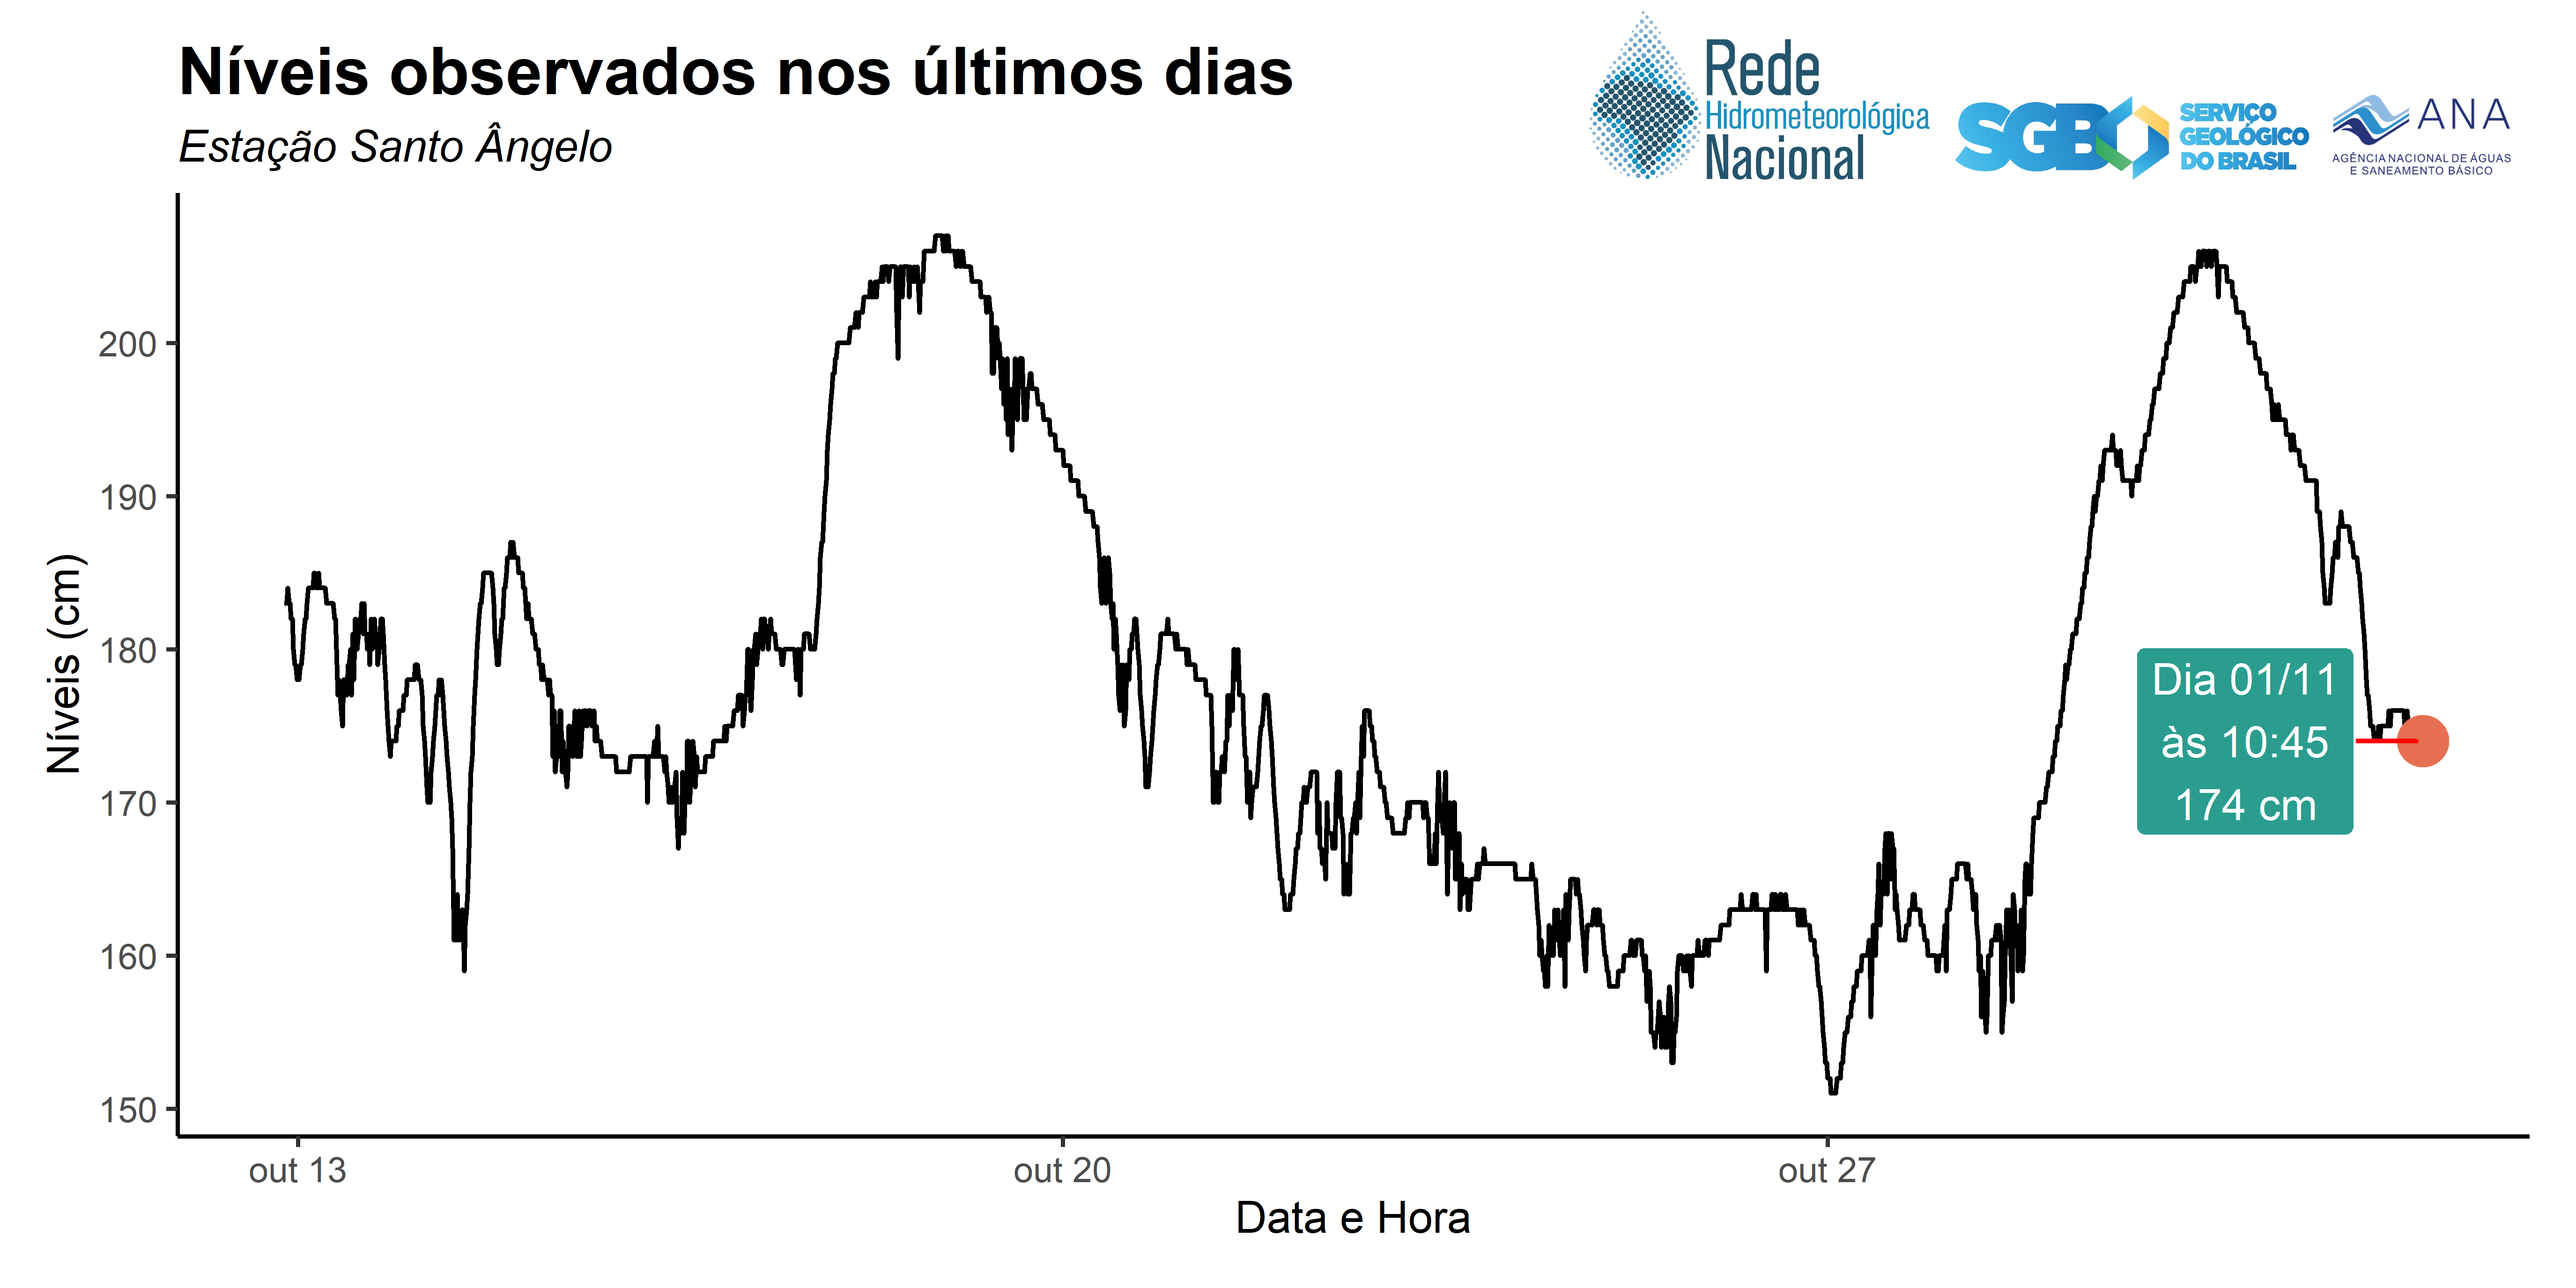 Níveis observados nos últimos dias
Estação Santo Ângelo
Rede
Hidrometeorológica
Nacional
SGB
SERVIÇO
GEOLÓGICO
DO BRASIL
ANA
AGÊNCIA NACIONAL DE ÁGUAS
E SANEAMENTO BÁSICO
Níveis (cm)
200
190
180
170
160
150
Dia 01/11
às 10:45
174 cm
out 13
out 20
out 27
Data e Hora